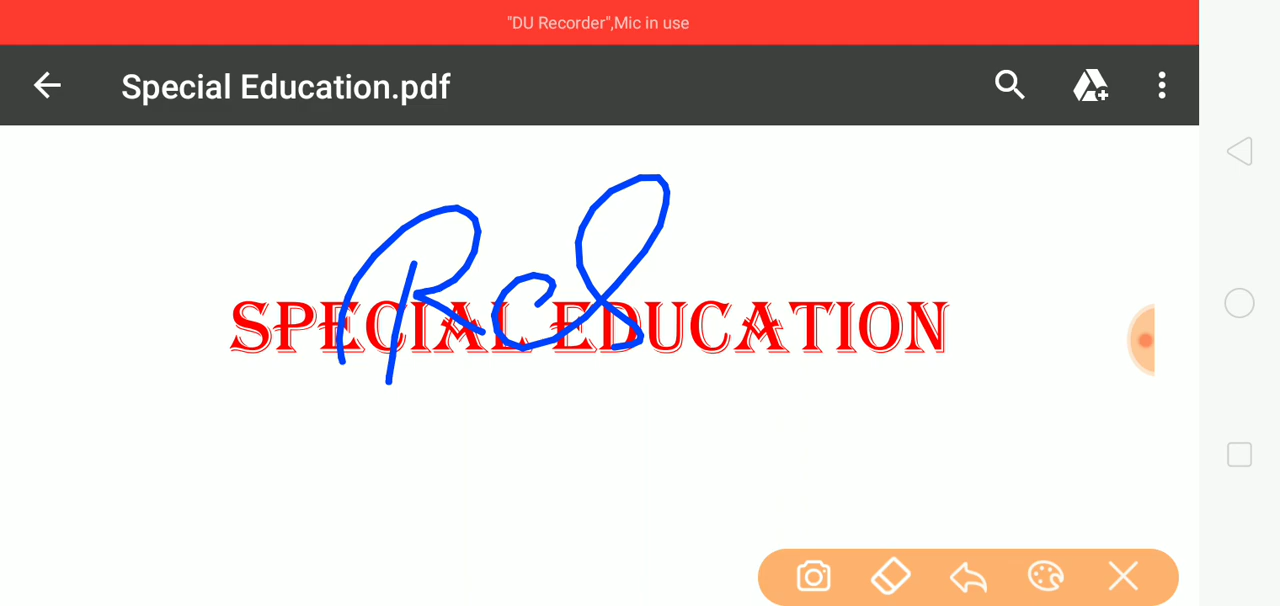 "DU Recorder",Mic in use
Special Education.pdf
SPECIAL EDUCATION